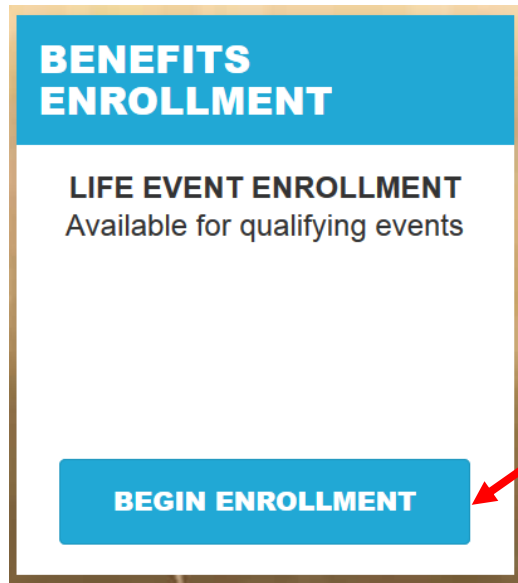 BENEFITS
ENROLLMENT
LIFE EVENT ENROLLMENT
Available for qualifying events
BEGIN ENROLLMENT